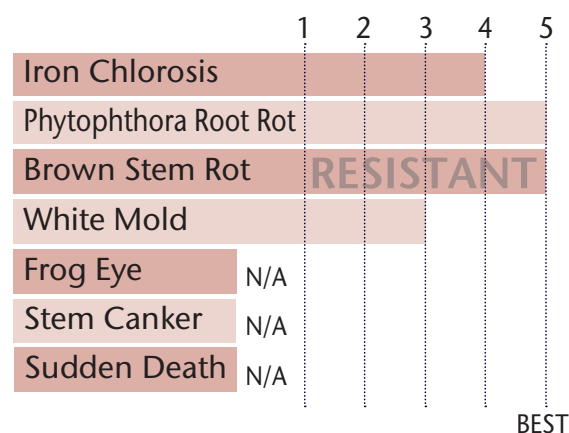 1 2 3 4 5
Iron Chlorosis
Phytophthora Root Rot
Brown Stem Rot RESISTANT
White Mold
Frog Eye N/A
Stem Canker N/A
Sudden Death N/A
BEST